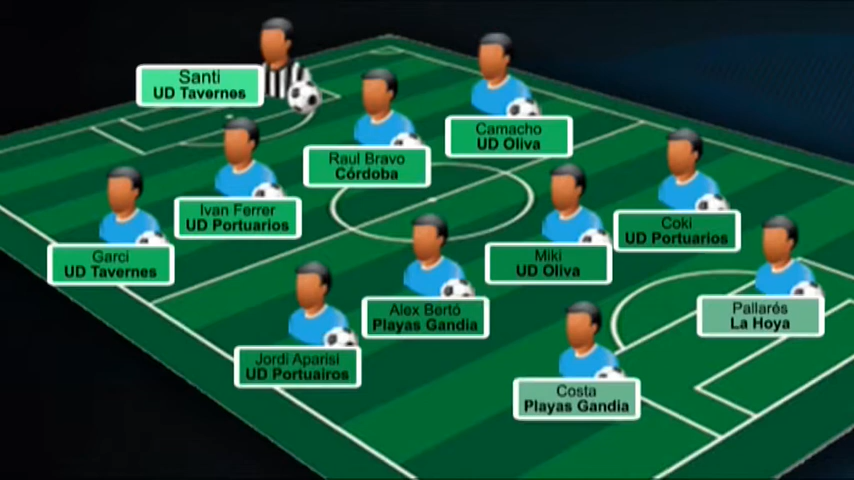 Santi
UD Tavernes
Camacho
UD Oliva
Raul Bravo
Córdoba
Ivan Ferrer
UD Portuarios
Garci
UD Tavernes
Coki
UD Portuarios
Miki
UD Oliva
Alex Bertó
Playas Gandia
Jordi Aparisi
UD Portuairos
Pallarés
La Hoya
Costa
Playas Gandia